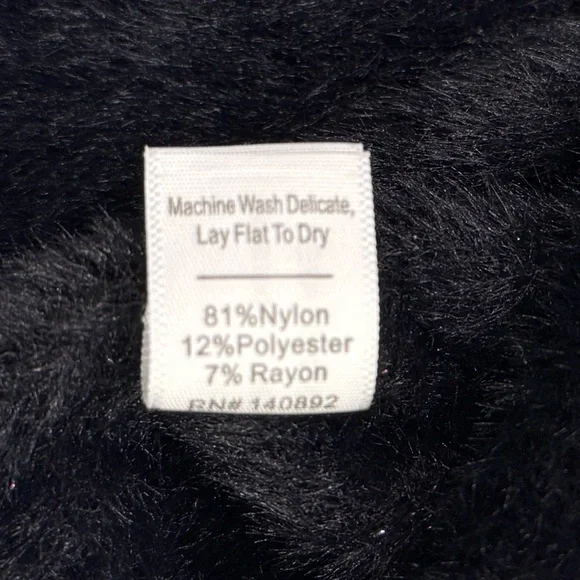 Machine Wash Delicate,
Lay Flat To Dry
81%Nylon
12%Polyester
7% Rayon
RN# 140892